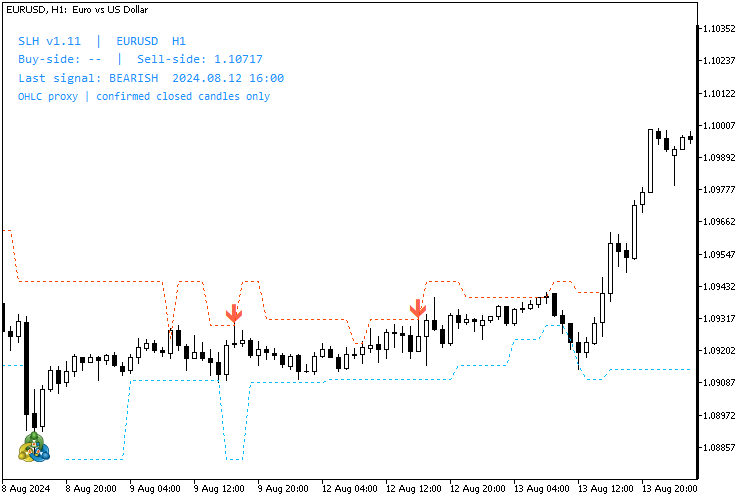 EURUSD, H1: Euro vs US Dollar
SLH v1.11 | EURUSD H1
Buy-side: -- | Sell-side: 1.10717
Last signal: BEARISH 2024.08.12 16:00
OHLC proxy | confirmed closed candles only
1.10352
1.10237
1.10122
1.10007
1.09892
1.09777
1.09662
1.09547
1.09432
1.09317
1.09202
1.09087
1.08972
1.08857
8 Aug 2024 8 Aug 20:00 9 Aug 04:00 9 Aug 12:00 9 Aug 20:00 12 Aug 04:00 12 Aug 12:00 12 Aug 20:00 13 Aug 04:00 13 Aug 12:00 13 Aug 20:00